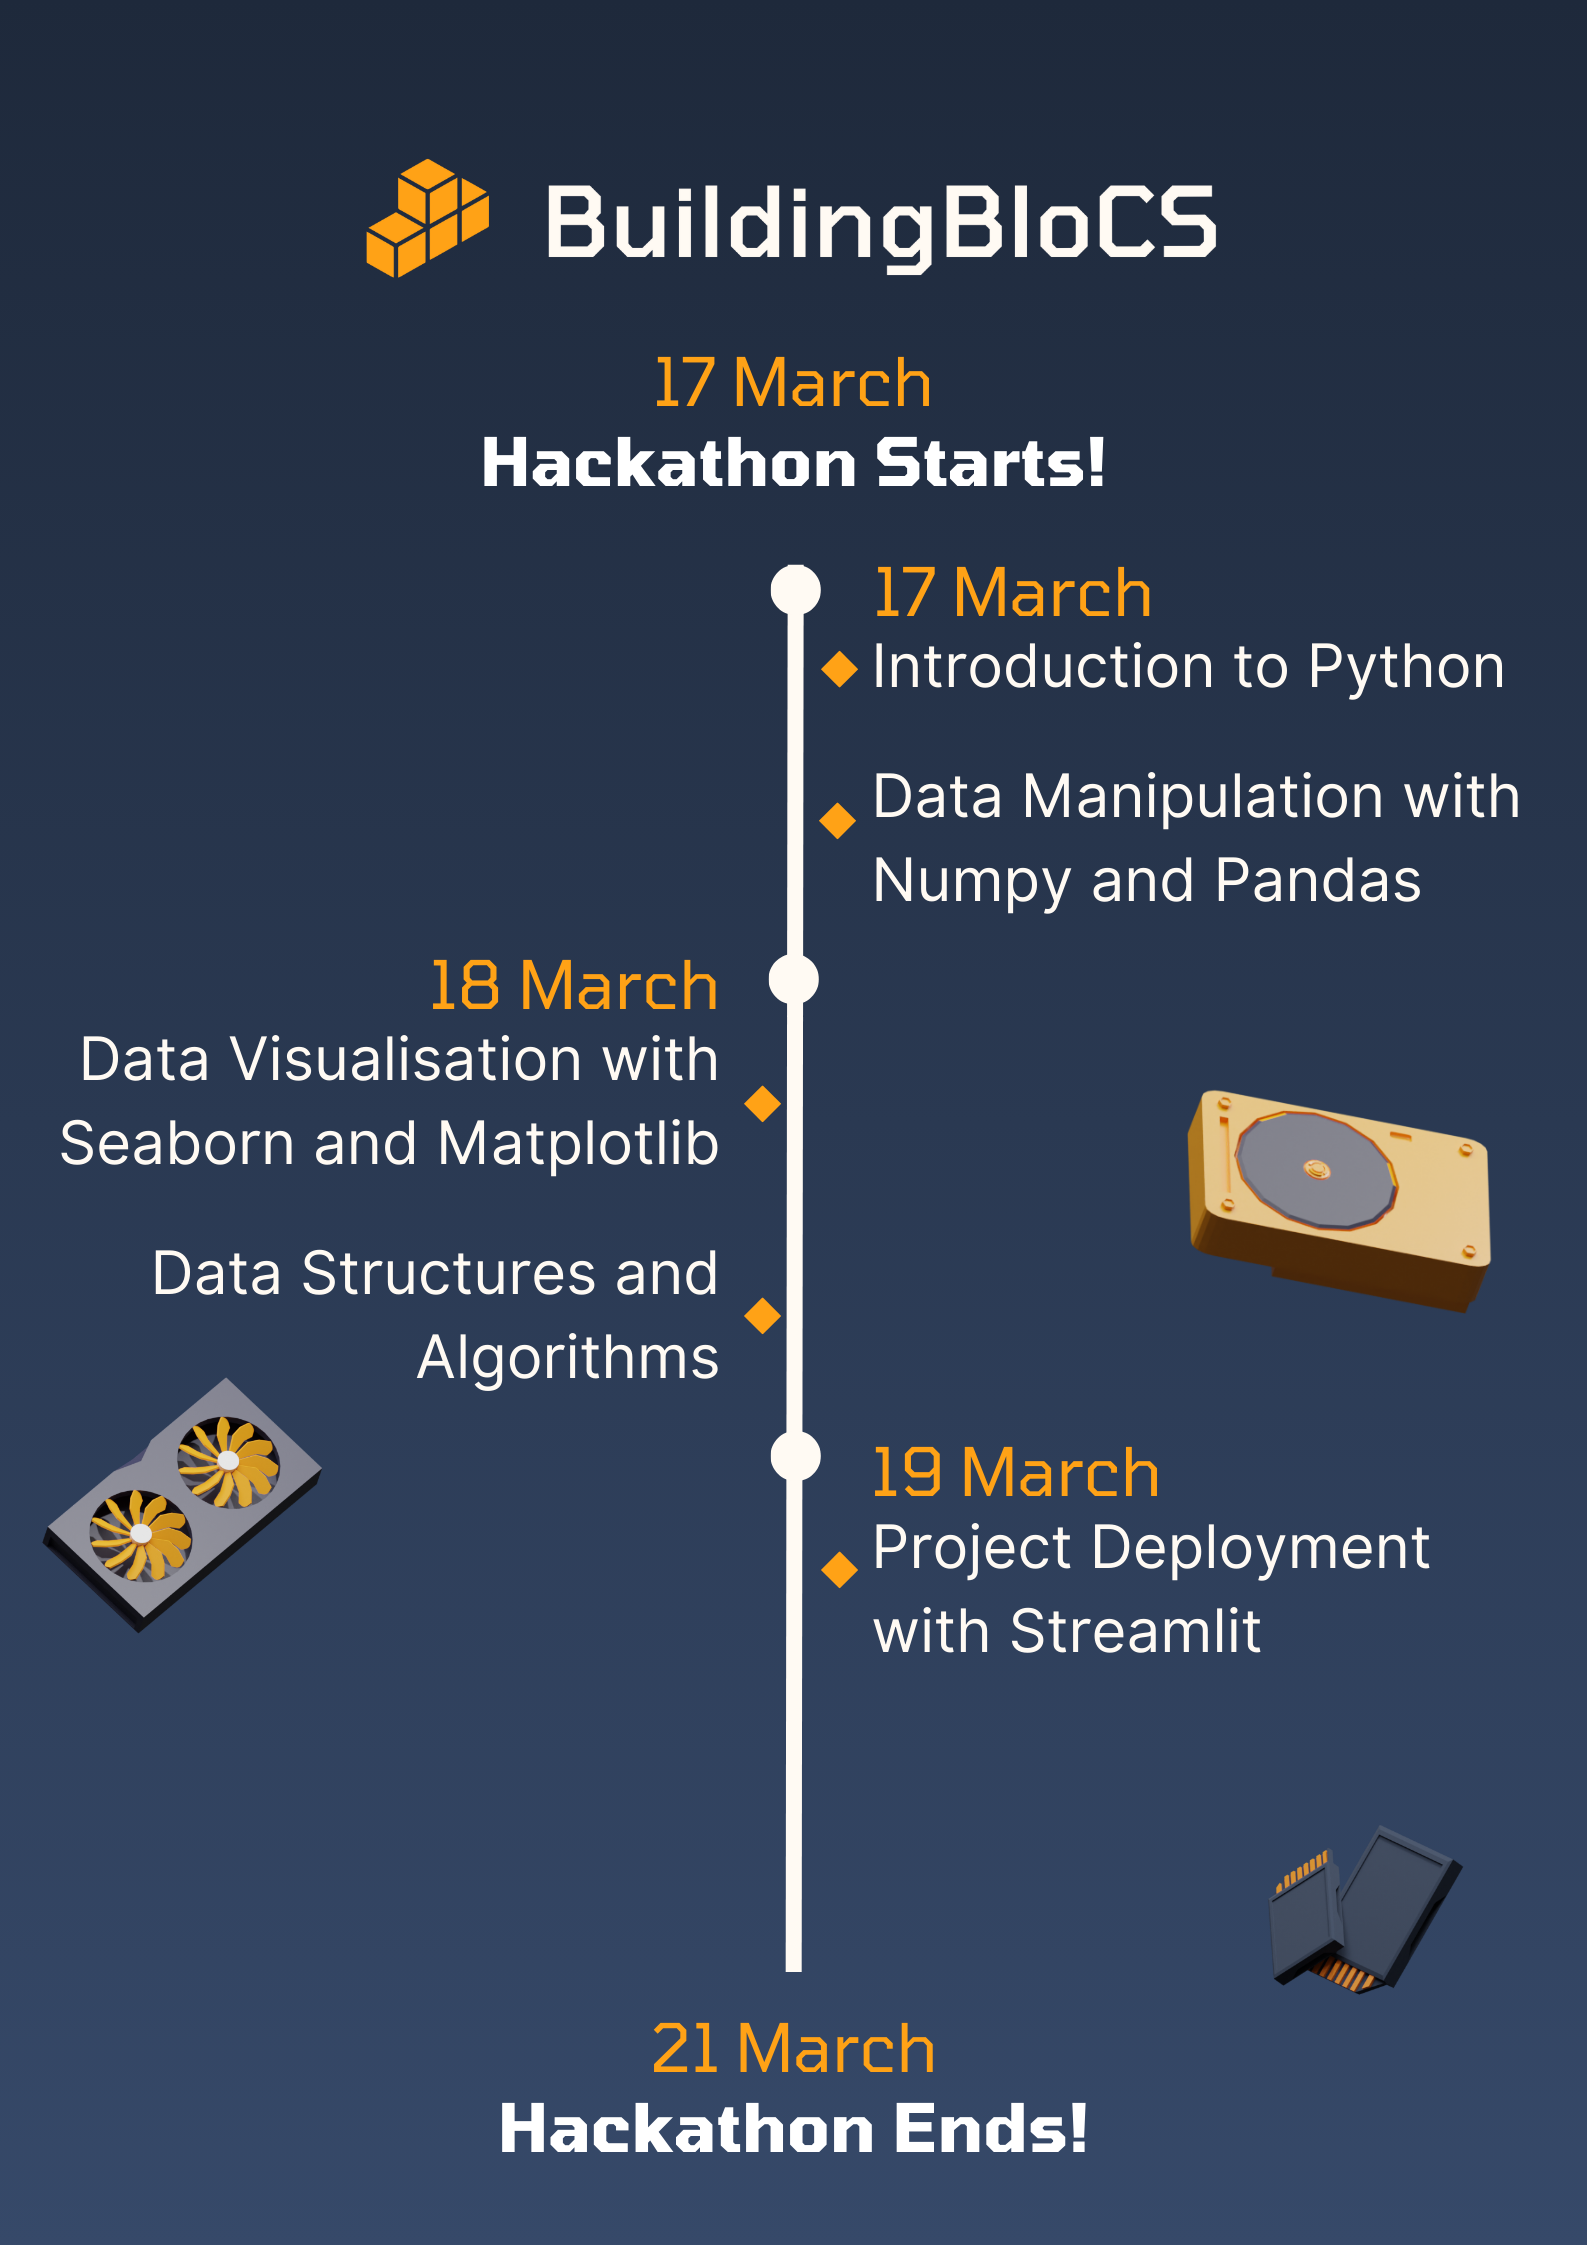 BuildingBloCS
17 March
Hackathon Starts!
17 March
Introduction to Python
Data Manipulation with
Numpy and Pandas
18 March
Data Visualisation with
Seaborn and Matplotlib
Data Structures and
Algorithms
19 March
Project Deployment
with Streamlit
21 March
Hackathon Ends!